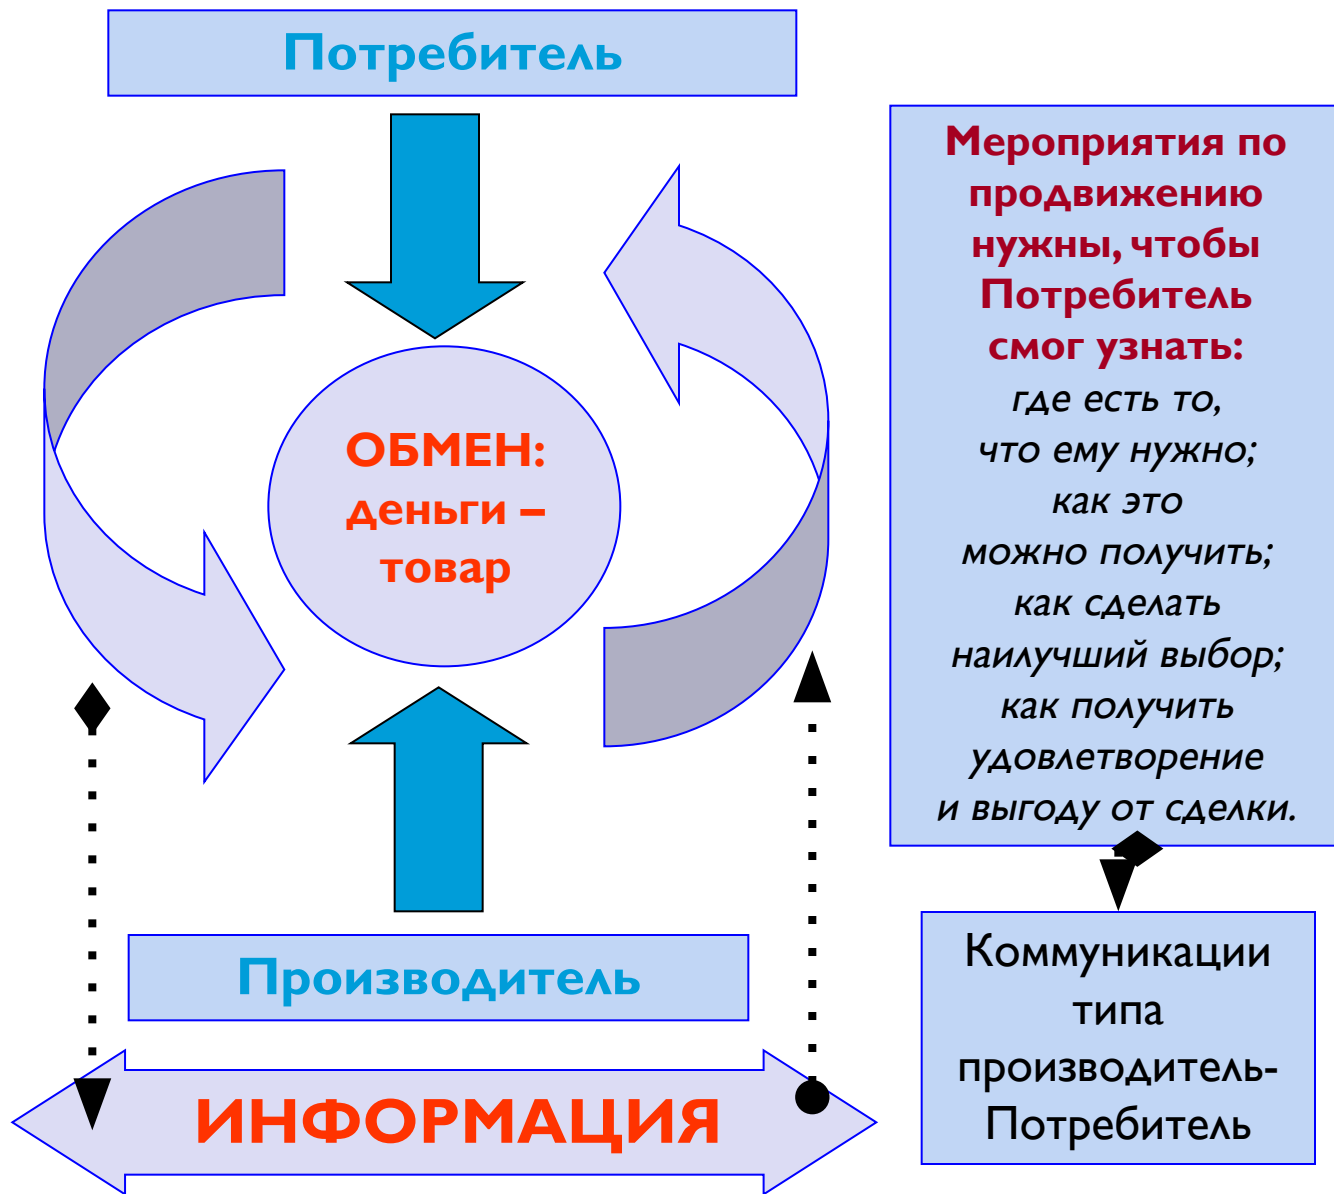 Потребитель
ОБМЕН:
деньги –
товар
Производитель
ИНФОРМАЦИЯ
Мероприятия по
продвижению
нужны, чтобы
Потребитель
смог узнать:
где есть то,
что ему нужно;
как это
можно получить;
как сделать
наилучший выбор;
как получить
удовлетворение
и выгоду от сделки.
Коммуникации
типа
производитель-
Потребитель